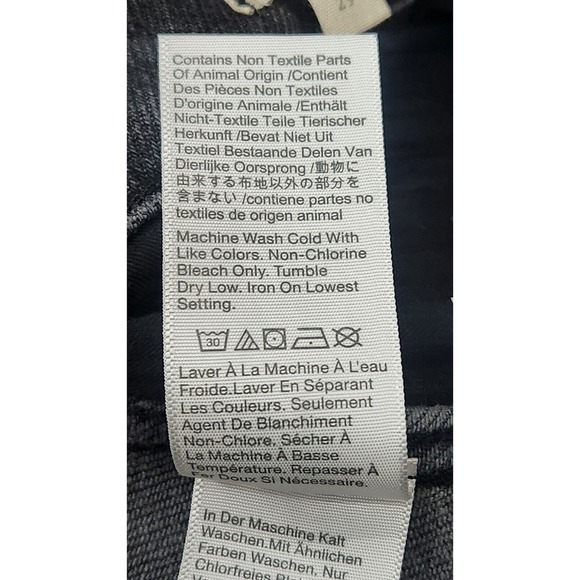 Contains Non Textile Parts
Of Animal Origin /Contient
Des Pièces Non Textiles
D'origine Animale /Enthält
Nicht-Textile Teile Tierischer
Herkunft /Bevat Niet Uit
Textiel Bestaande Delen Van
Dierlijke Oorsprong /動物に
由来する布地以外の部分を
含まない /contiene partes no
textiles de origen animal
Machine Wash Cold With
Like Colors. Non-Chlorine
Bleach Only. Tumble
Dry Low. Iron On Lowest
Setting.
30
Laver À La Machine À L'eau
Froide.Laver En Séparant
Les Couleurs. Seulement
Agent De Blanchiment
Non-Chlore. Sécher À
La Machine À Basse
Température. Repasser À
Fer Doux Si Nécessaire.
In Der Maschine Kalt
Waschen.Mit Ähnlichen
Farben Waschen. Nur